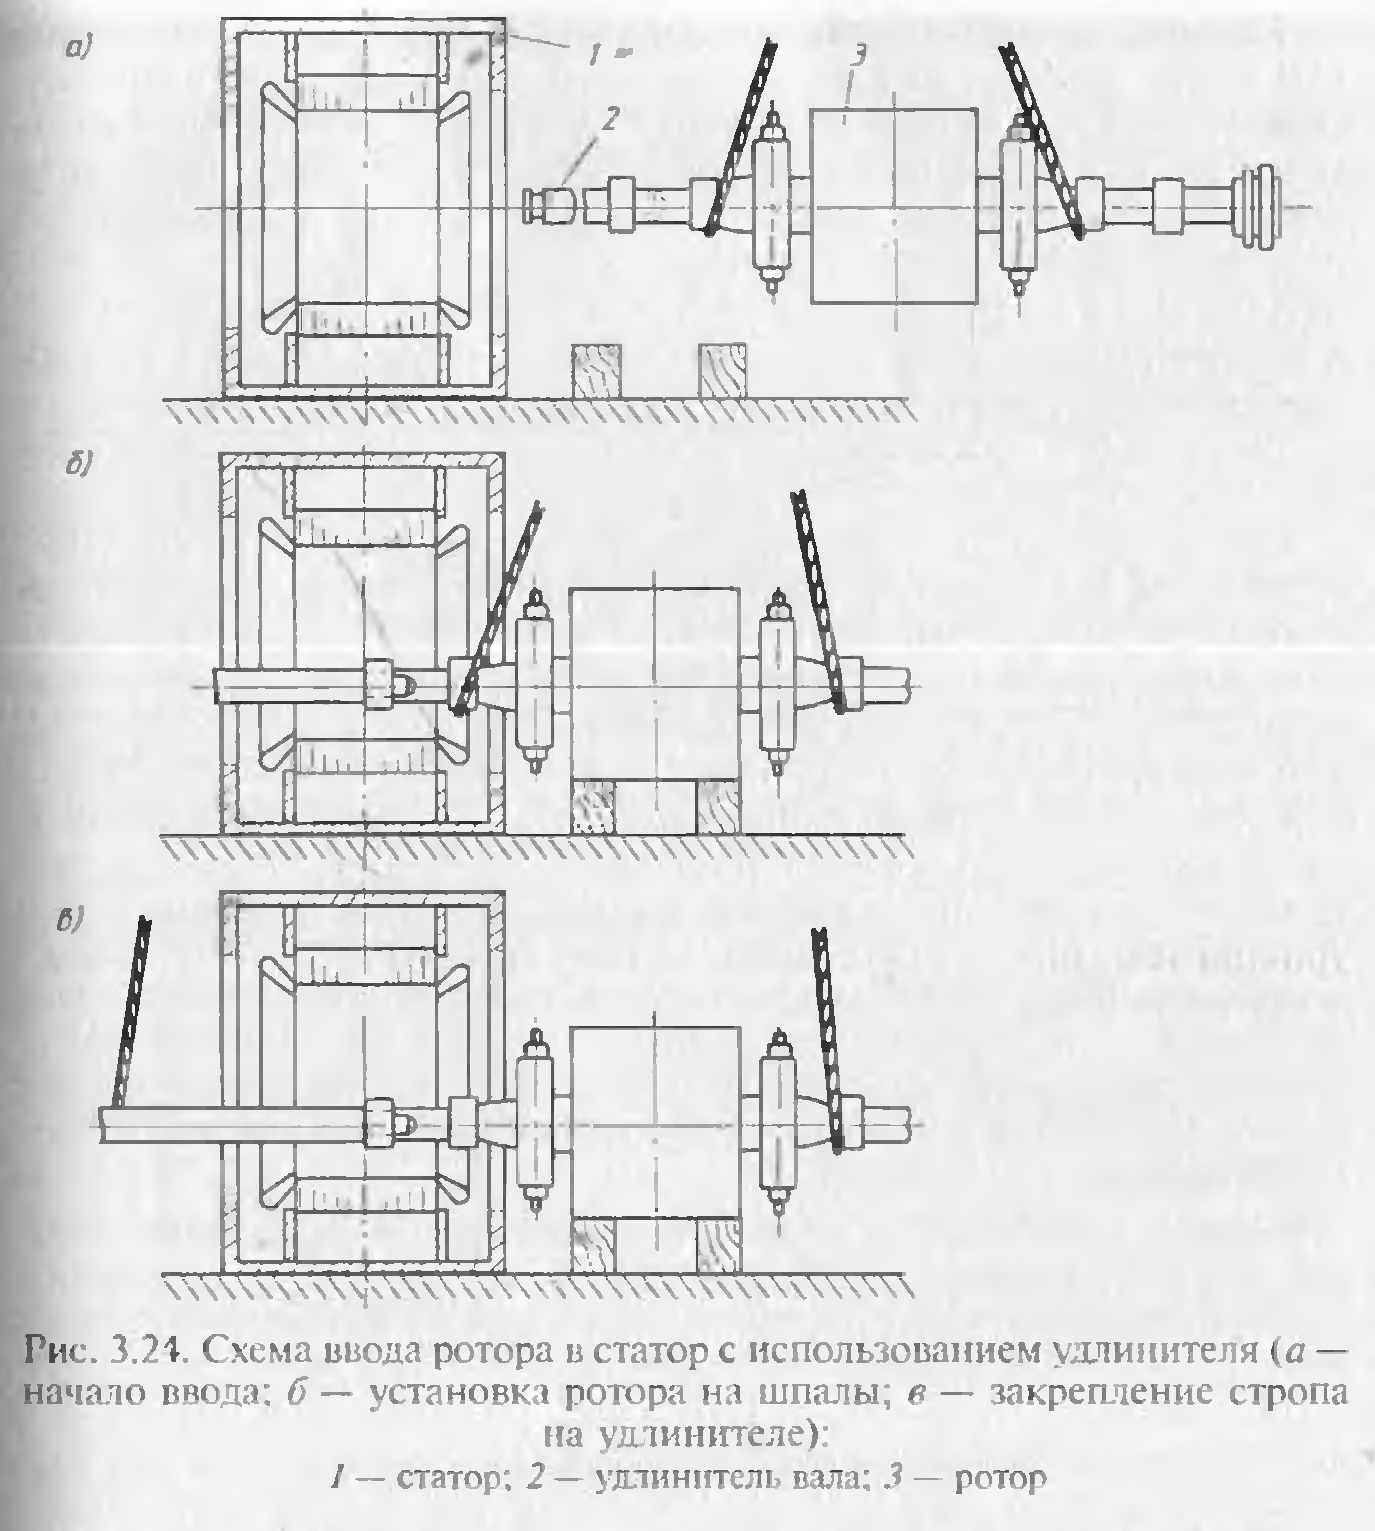 а)
1
2
3
б)
в)
Рис. 3.24. Схема ввода ротора в статор с использованием удлинителя (а —
начало ввода; б — установка ротора на шпалы; в — закрепление стропа
на удлинителе):
1 — статор; 2 — удлинитель вала; 3 — ротор